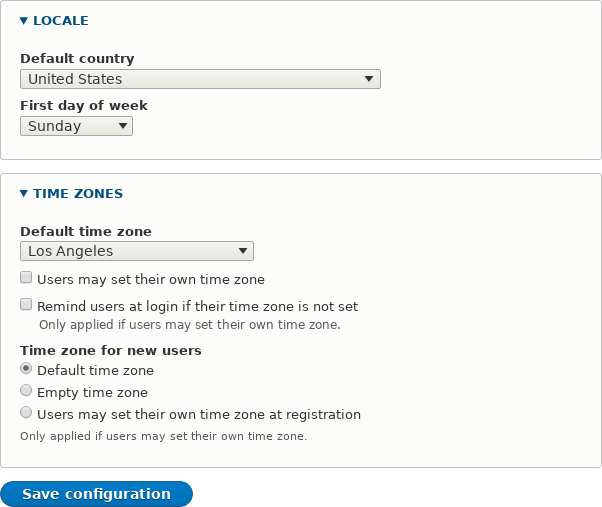 LOCALE
Default country
United States
First day of week
Sunday
TIME ZONES
Default time zone
Los Angeles
Users may set their own time zone
Remind users at login if their time zone is not set
Only applied if users may set their own time zone.
Time zone for new users
Default time zone
Empty time zone
Users may set their own time zone at registration
Only applied if users may set their own time zone.
Save configuration